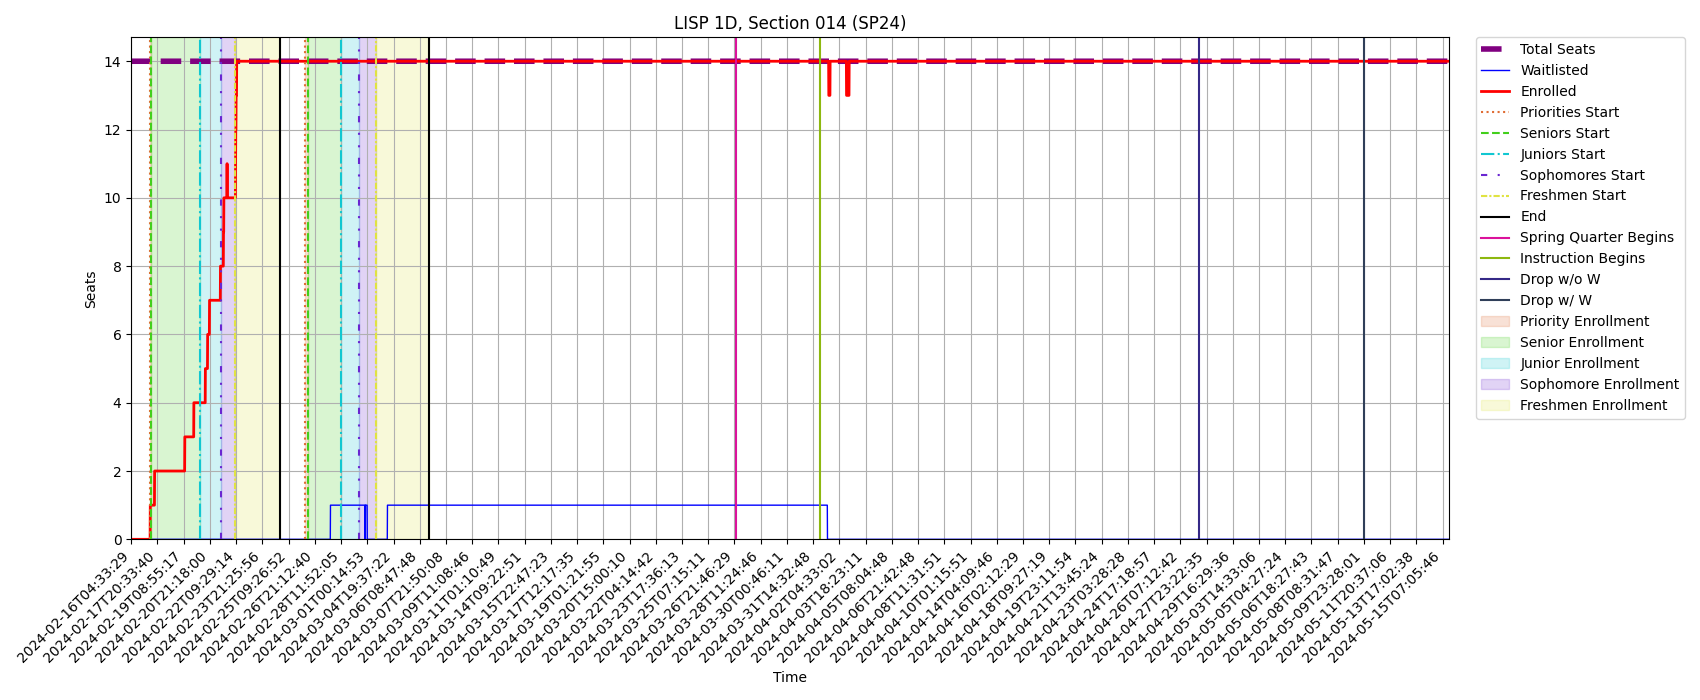 LISP 1D, Section 014 (SP24)
Seats
14
12
10
8
6
4
2
0
2024-02-16T04:33:29
2024-02-17T20:33:40
2024-02-19T08:55:17
2024-02-20T21:18:00
2024-02-22T09:29:14
2024-02-23T21:25:56
2024-02-25T09:26:52
2024-02-26T21:12:40
2024-02-28T11:52:05
2024-03-01T00:14:53
2024-03-04T19:37:22
2024-03-06T08:47:48
2024-03-07T21:50:08
2024-03-09T11:08:46
2024-03-11T01:10:49
2024-03-14T09:22:51
2024-03-15T22:47:23
2024-03-17T12:17:35
2024-03-19T01:21:55
2024-03-20T15:00:10
2024-03-22T04:14:42
2024-03-23T17:36:13
2024-03-25T07:15:11
2024-03-26T21:46:29
2024-03-28T11:24:46
2024-03-30T00:46:11
2024-03-31T14:32:48
2024-04-02T04:33:02
2024-04-03T18:23:11
2024-04-05T08:04:48
2024-04-06T21:42:48
2024-04-08T11:31:51
2024-04-10T01:15:51
2024-04-14T04:09:46
2024-04-16T02:12:29
2024-04-18T09:27:19
2024-04-19T23:11:54
2024-04-21T13:45:24
2024-04-23T03:28:28
2024-04-24T17:18:57
2024-04-26T07:12:42
2024-04-27T23:22:35
2024-04-29T16:29:36
2024-05-03T14:33:06
2024-05-05T04:27:24
2024-05-06T18:27:43
2024-05-08T08:31:47
2024-05-09T23:28:01
2024-05-11T20:37:06
2024-05-13T17:02:38
2024-05-15T07:05:46
Time
Total Seats
Waitlisted
Enrolled
Priorities Start
Seniors Start
Juniors Start
Sophomores Start
Freshmen Start
End
Spring Quarter Begins
Instruction Begins
Drop w/o W
Drop w/ W
Priority Enrollment
Senior Enrollment
Junior Enrollment
Sophomore Enrollment
Freshmen Enrollment